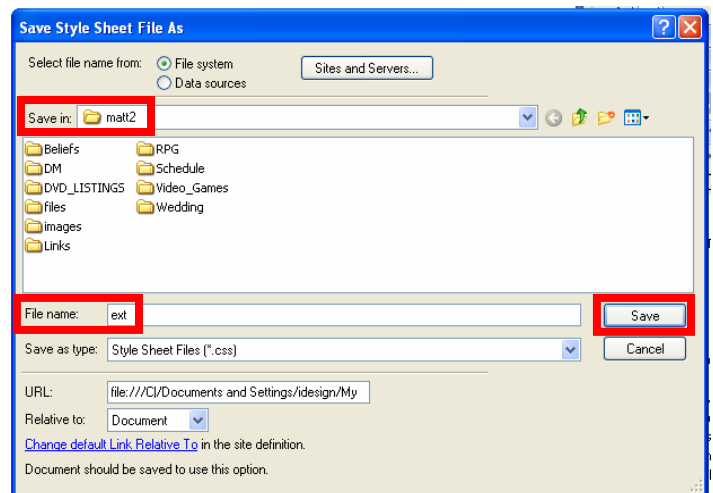 Save Style Sheet File As
Select file name from: File system Sites and Servers...
Data sources
Save in: matt2
Beliefs RPG
DM Schedule
DVD_LISTINGS Video_Games
files Wedding
images
Links
File name: ext Save
Save as type: Style Sheet Files (*.css) Cancel
URL: file:///C|/Documents and Settings/idesign/My
Relative to: Document
Change default Link Relative To in the site definition.
Document should be saved to use this option.